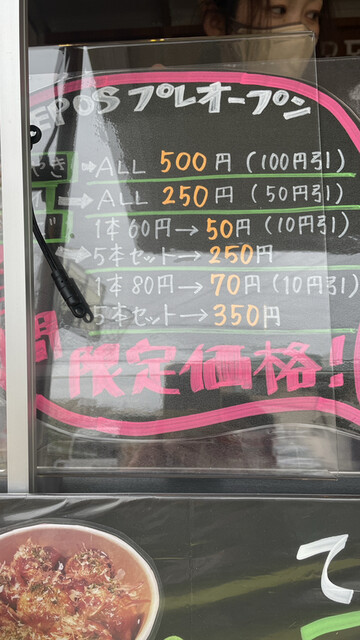 EPOS プレオープン
やき → ALL 500円(100円引)
→ ALL 250円(50円引)
1本60円→50円(10円引)
→5本セット→250円
1本80円→70円(10円引)
5本セット→350円
限定価格!!
て